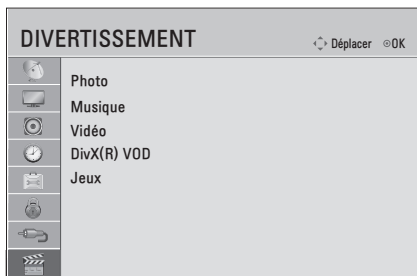 DIVERTISSEMENT
Déplacer OK
Photo
Musique
Vidéo
DivX(R) VOD
Jeux